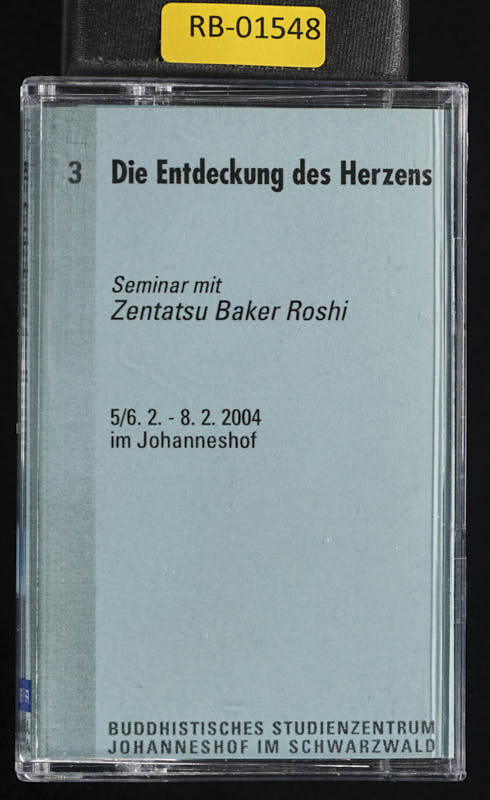 RB-01548
3 Die Entdeckung des Herzens
Seminar mit
Zentatsu Baker Roshi
5/6. 2. - 8. 2. 2004
im Johanneshof
BUDDHISTISCHES STUDIENZENTRUM
JOHANNESHOF IM SCHWARZWALD